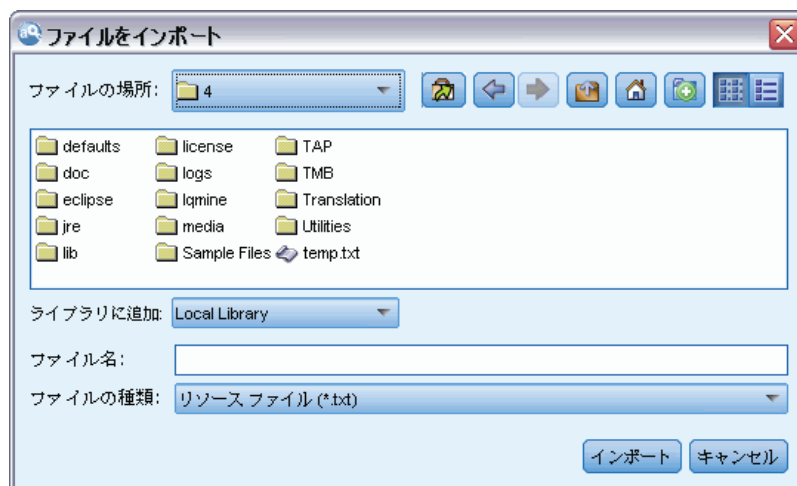 ファイルをインポート
ファイルの場所: 4
defaults license TAP
doc logs TMB
eclipse lqmine Translation
jre media Utilities
lib Sample Files temp.txt
ライブラリに追加: Local Library
ファイル名:
ファイルの種類: リソース ファイル (*.txt)
インポート キャンセル